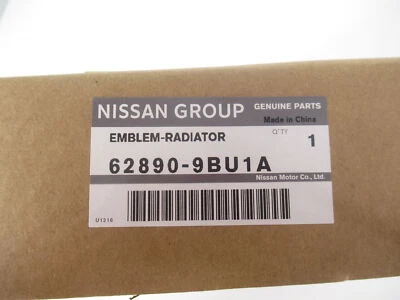 NISSAN GROUP GENUINE PARTS
Made in China
EMBLEM-RADIATOR Q'TY 1
62890-9BU1A
Nissan Motor Co., Ltd.
U1216